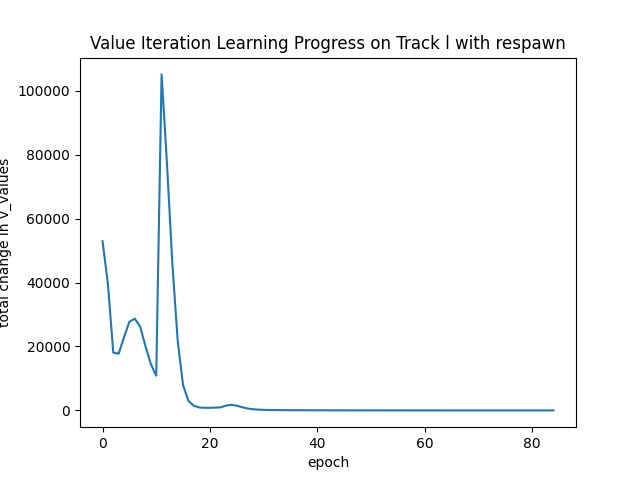 Value Iteration Learning Progress on Track l with respawn
total change in V_values
100000
80000
60000
40000
20000
0
0 20 40 60 80
epoch